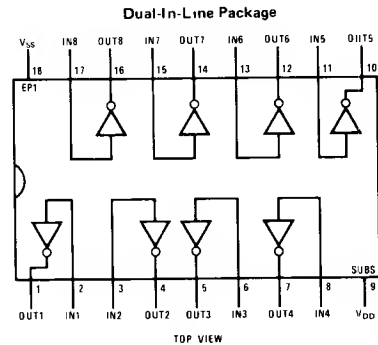 Dual-In-Line Package
VSS IN8 OUT8 IN7 OUT7 IN6 OUT6 IN5 OUT5
18 17 16 15 14 13 12 11 10
EP1
SUBS
1 2 3 4 5 6 7 8 9
OUT1 IN1 IN2 OUT2 OUT3 IN3 OUT4 IN4 VDD
TOP VIEW